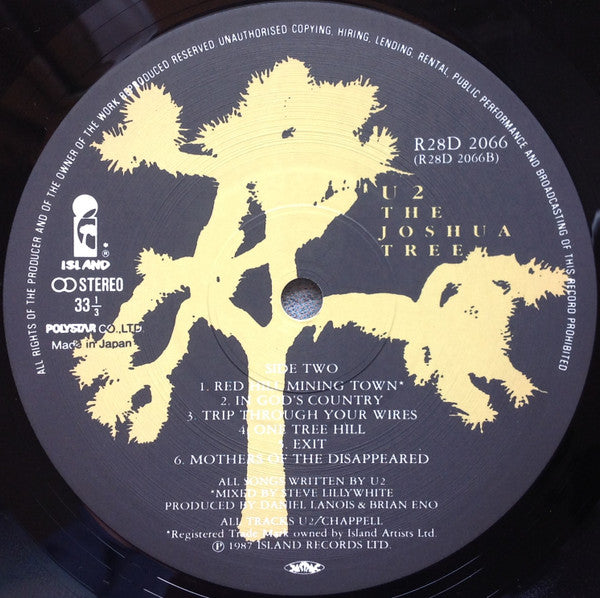 ALL RIGHTS OF THE PRODUCER AND OF THE OWNER OF THE WORK REPRODUCED RESERVED UNAUTHORISED COPYING, HIRING, LENDING, RENTAL, PUBLIC PERFORMANCE AND BROADCASTING OF THIS RECORD PROHIBITED
R28D 2066
(R28D 2066B)
U2
THE
JOSHUA
TREE
ISLAND®
STEREO
33 1/3
POLYSTAR CO., LTD.
Made in Japan
SIDE TWO
1. RED HILL MINING TOWN*
2. IN GOD'S COUNTRY
3. TRIP THROUGH YOUR WIRES
4. ONE TREE HILL
5. EXIT
6. MOTHERS OF THE DISAPPEARED
ALL SONGS WRITTEN BY U2
*MIXED BY STEVE LILLYWHITE
PRODUCED BY DANIEL LANOIS & BRIAN ENO
ALL TRACKS U2/CHAPPELL
*Registered Trade Mark owned by Island Artists Ltd.
℗ 1987 ISLAND RECORDS LTD.